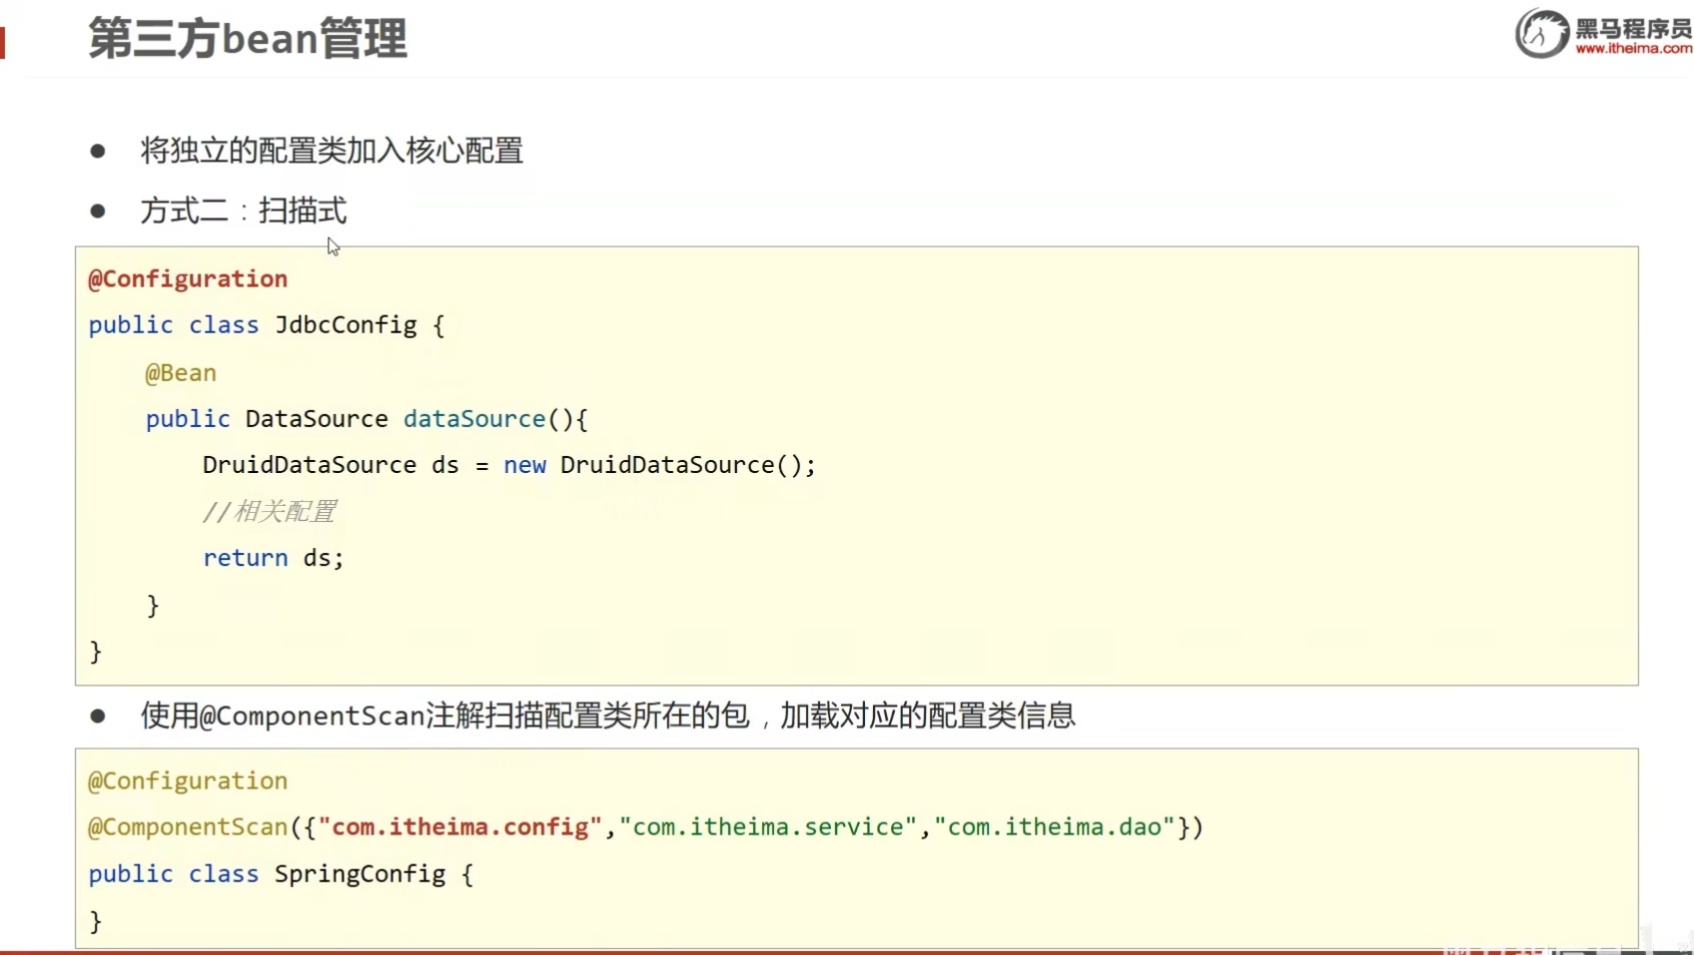 第三方bean管理
黑马程序员
www.itheima.com
● 将独立的配置类加入核心配置
● 方式二：扫描式
@Configuration
public class JdbcConfig {
    @Bean
    public DataSource dataSource(){
        DruidDataSource ds = new DruidDataSource();
        //相关配置
        return ds;
    }
}
● 使用@ComponentScan注解扫描配置类所在的包，加载对应的配置类信息
@Configuration
@ComponentScan({"com.itheima.config","com.itheima.service","com.itheima.dao"})
public class SpringConfig {
}